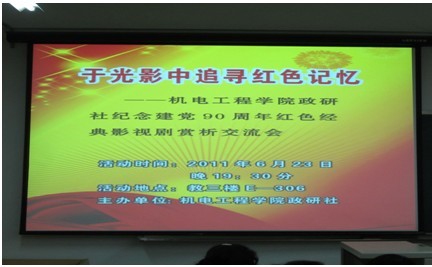 于光影中追寻红色记忆
——机电工程学院政研
社纪念建党90周年红色经
典影视剧赏析交流会
活动时间：2011年6月23日
晚19：30分
活动地点：教三楼E—306
主办单位：机电工程学院政研社